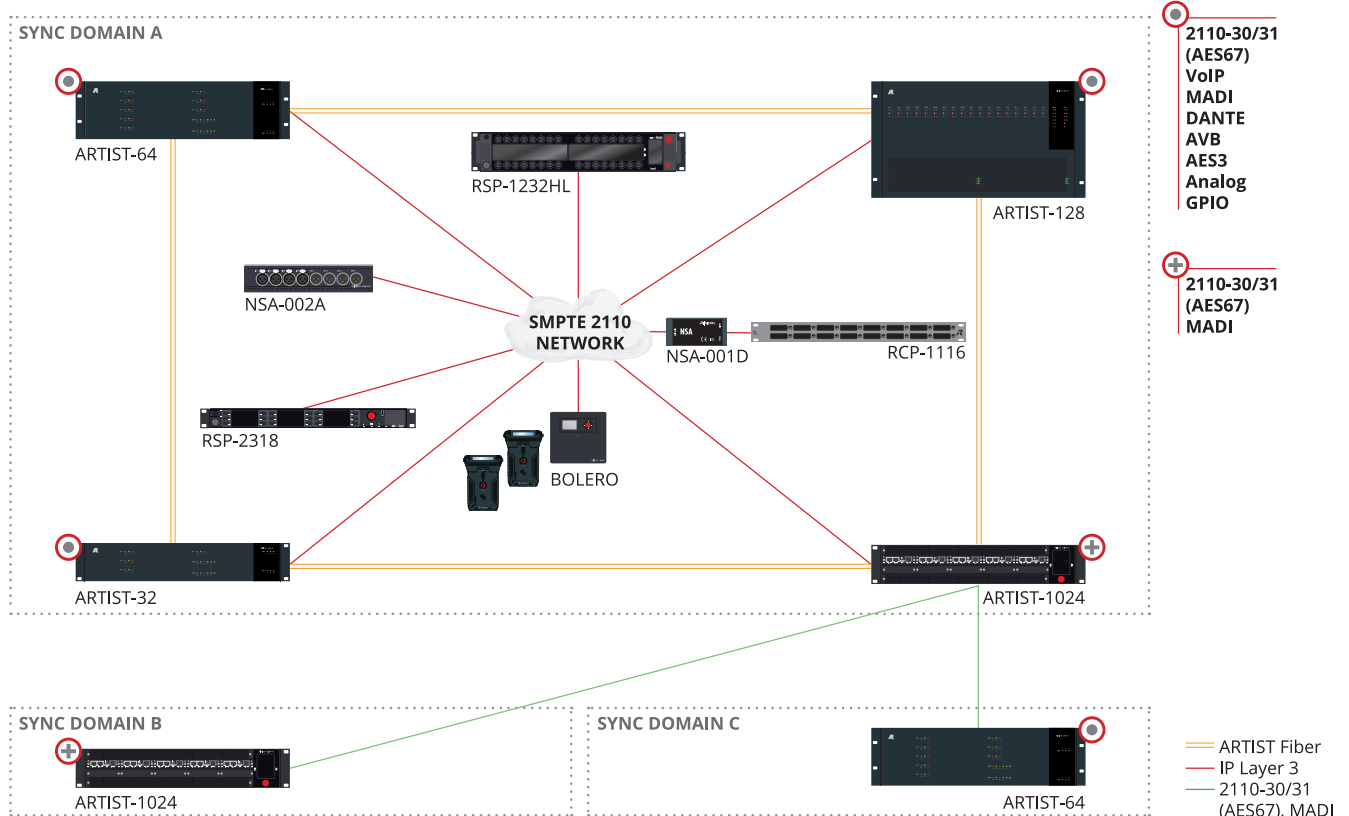 SYNC DOMAIN A
ARTIST-64
RSP-1232HL
ARTIST-128
NSA-002A
SMPTE 2110
NETWORK
NSA
NSA-001D
RCP-1116
RSP-2318
BOLERO
ARTIST-32
ARTIST-1024
2110-30/31
(AES67)
VoIP
MADI
DANTE
AVB
AES3
Analog
GPIO
2110-30/31
(AES67)
MADI
SYNC DOMAIN B
ARTIST-1024
SYNC DOMAIN C
ARTIST-64
ARTIST Fiber
IP Layer 3
2110-30/31
(AES67), MADI